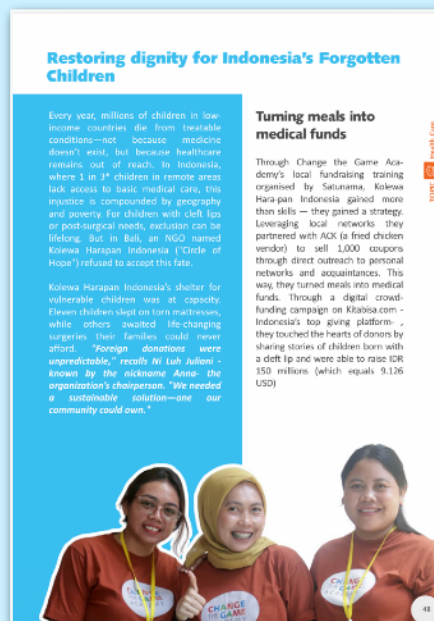 Restoring dignity for Indonesia's Forgotten
Children
Every year, millions of children in low-
income countries die from treatable
conditions—not because medicine
doesn't exist, but because healthcare
remains out of reach. In Indonesia,
where 1 in 3* children in remote areas
lack access to basic medical care, this
injustice is compounded by geography
and poverty. For children with cleft lips
or post-surgical needs, exclusion can be
lifelong. But in Bali, an NGO named
Kolewa Harapan Indonesia ("Circle of
Hope") refused to accept this fate.
Kolewa Harapan Indonesia's shelter for
vulnerable children was at capacity.
Eleven children slept on torn mattresses,
while others awaited life-changing
surgeries their families could never
afford. "Foreign donations were
unpredictable," recalls Ni Luh Juliani -
known by the nickname Anna- the
organization's chairperson. "We needed
a sustainable solution—one our
community could own."
Turning meals into
medical funds
Through Change the Game Aca-
demy's local fundraising training
organised by Satunama, Kolewa
Hara-pan Indonesia gained more
than skills — they gained a strategy.
Leveraging local networks they
partnered with ACK (a fried chicken
vendor) to sell 1,000 coupons
through direct outreach to personal
networks and acquaintances. This
way, they turned meals into medical
funds. Through a digital crowd-
funding campaign on Kitabisa.com -
Indonesia's top giving platform- ,
they touched the hearts of donors by
sharing stories of children born with
a cleft lip and were able to raise IDR
150 millions (which equals 9.126
USD)
TOPIC Health Care
CHANGE
THE GAME
ACADEMY
CHANGE
THE GAME
CHANGE
THE GAME
ACADEMY
48